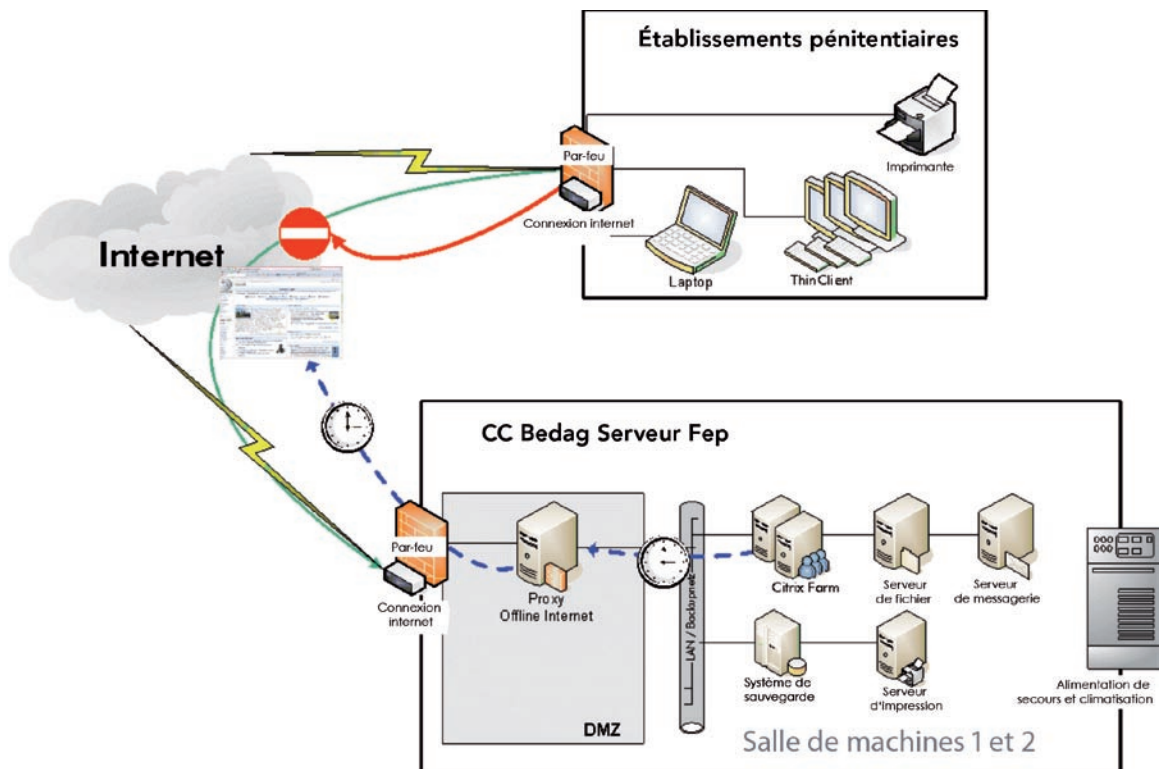 Établissements pénitentiaires
Par-feu
Connexion internet
Imprimante
Laptop
ThinClient
Internet
CC Bedag Serveur Fep
Par-feu
Connexion
internet
Proxy
Offline Internet
DMZ
LAN / Backupnetz
Citrix Farm
Serveur
de fichier
Serveur
de messagerie
Système de
sauvegarde
Serveur
d'impression
Alimentation de
secours et climatisation
Salle de machines 1 et 2